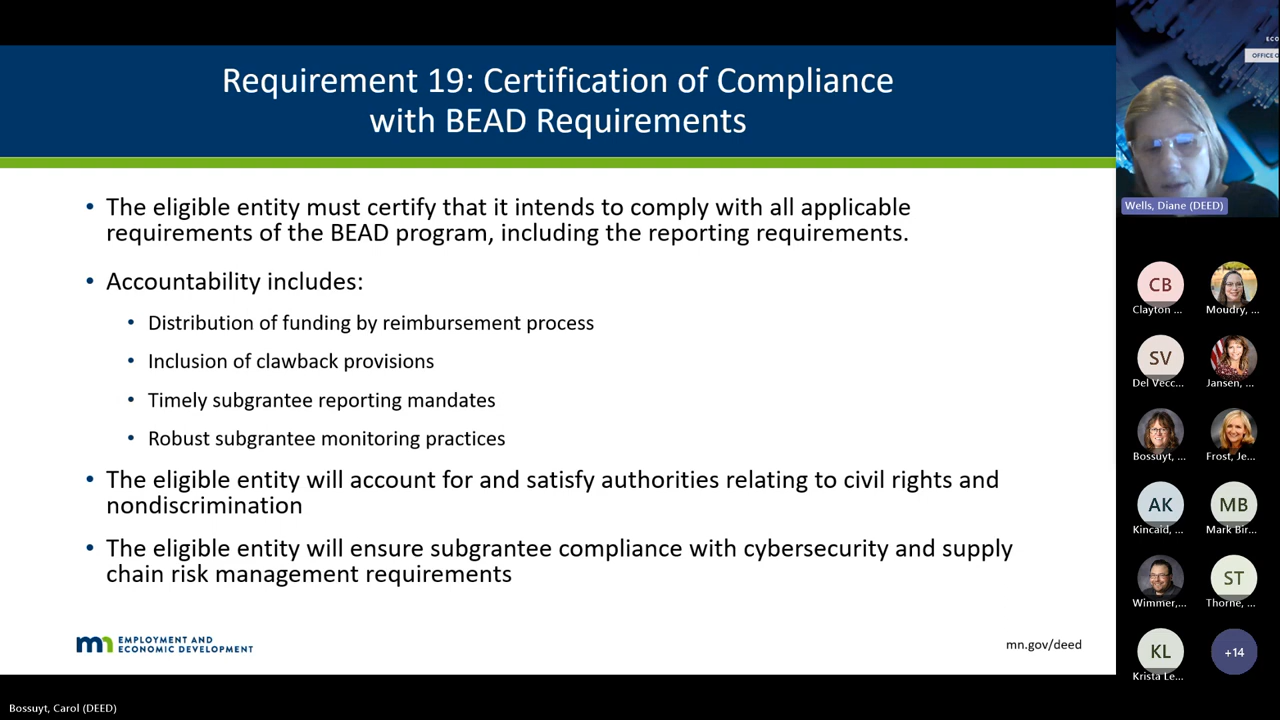 Requirement 19: Certification of Compliance
with BEAD Requirements
• The eligible entity must certify that it intends to comply with all applicable
requirements of the BEAD program, including the reporting requirements.
• Accountability includes:
• Distribution of funding by reimbursement process
• Inclusion of clawback provisions
• Timely subgrantee reporting mandates
• Robust subgrantee monitoring practices
• The eligible entity will account for and satisfy authorities relating to civil rights and
nondiscrimination
• The eligible entity will ensure subgrantee compliance with cybersecurity and supply
chain risk management requirements
mn EMPLOYMENT AND
ECONOMIC DEVELOPMENT
mn.gov/deed
Bossuyt, Carol (DEED)
ECO
OFFICE O
Wells, Diane (DEED)
CB
Clayton ...
Moudry, ...
SV
Del Vecc...
Jansen, ...
Bossuyt, ...
Frost, Je...
AK
Kincaid, ...
MB
Mark Bir...
Wimmer,...
ST
Thorne, ...
KL
Krista Le...
+14